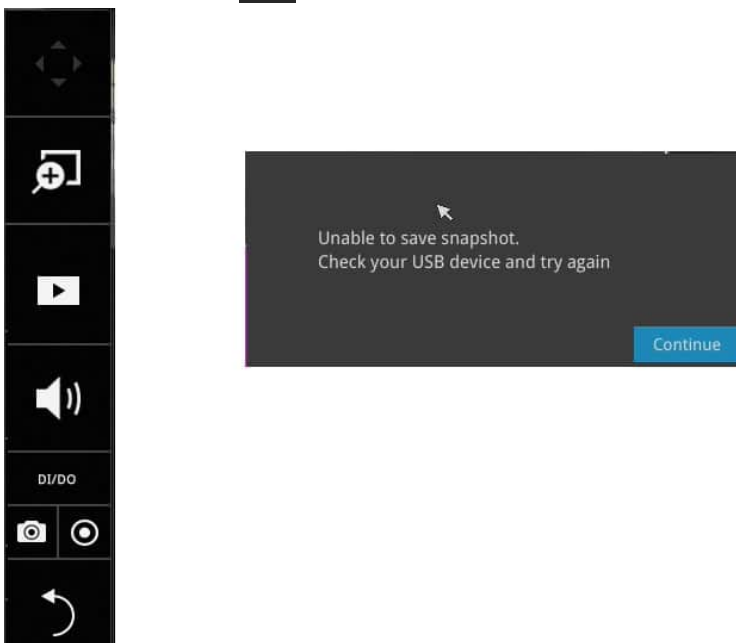 Unable to save snapshot.
Check your USB device and try again
Continue
DI/DO